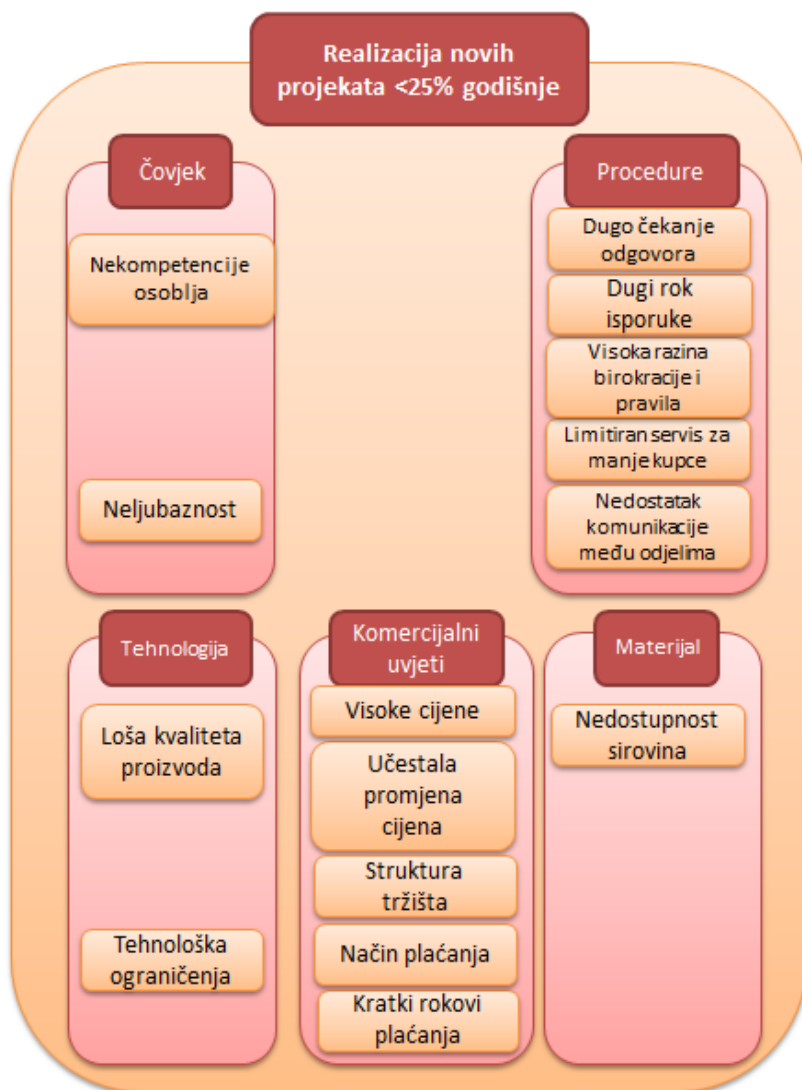 Realizacija novih
projekata <25% godišnje
Čovjek
Nekompetencije
osoblja
Neljubaznost
Procedure
Dugo čekanje
odgovora
Dugi rok
isporuke
Visoka razina
birokracije i
pravila
Limitiran servis za
manje kupce
Nedostatak
komunikacije
među odjelima
Tehnologija
Loša kvaliteta
proizvoda
Tehnološka
ograničenja
Komercijalni
uvjeti
Visoke cijene
Učestala
promjena
cijena
Struktura
tržišta
Način plaćanja
Kratki rokovi
plaćanja
Materijal
Nedostupnost
sirovina